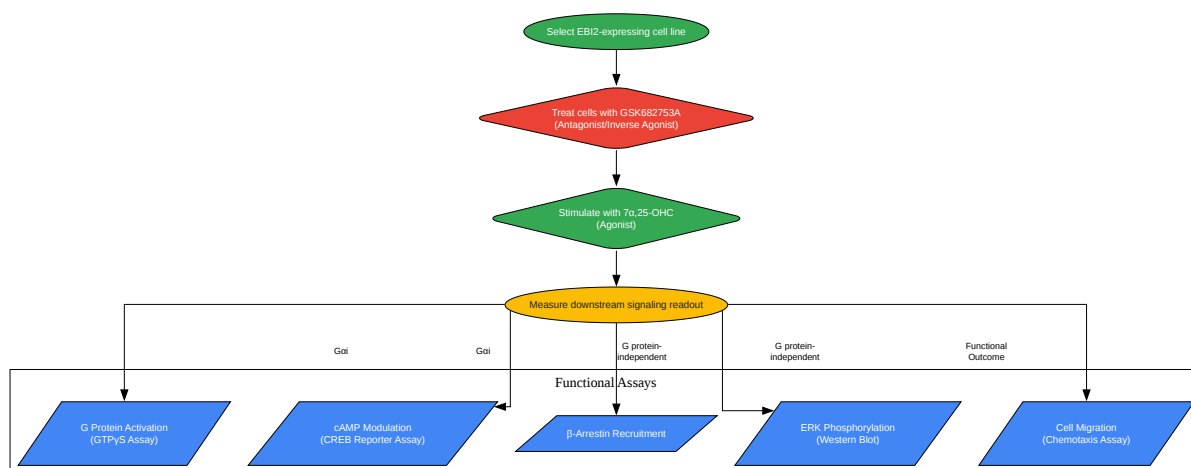 Select EBI2-expressing cell line
Treat cells with GSK682753A
(Antagonist/Inverse Agonist)
Stimulate with 7α,25-OHC
(Agonist)
Measure downstream signaling readout
Gαi
Gαi
G protein-
independent
G protein-
independent
Functional
Outcome
Functional Assays
G Protein Activation
(GTPγS Assay)
cAMP Modulation
(CREB Reporter Assay)
β-Arrestin Recruitment
ERK Phosphorylation
(Western Blot)
Cell Migration
(Chemotaxis Assay)